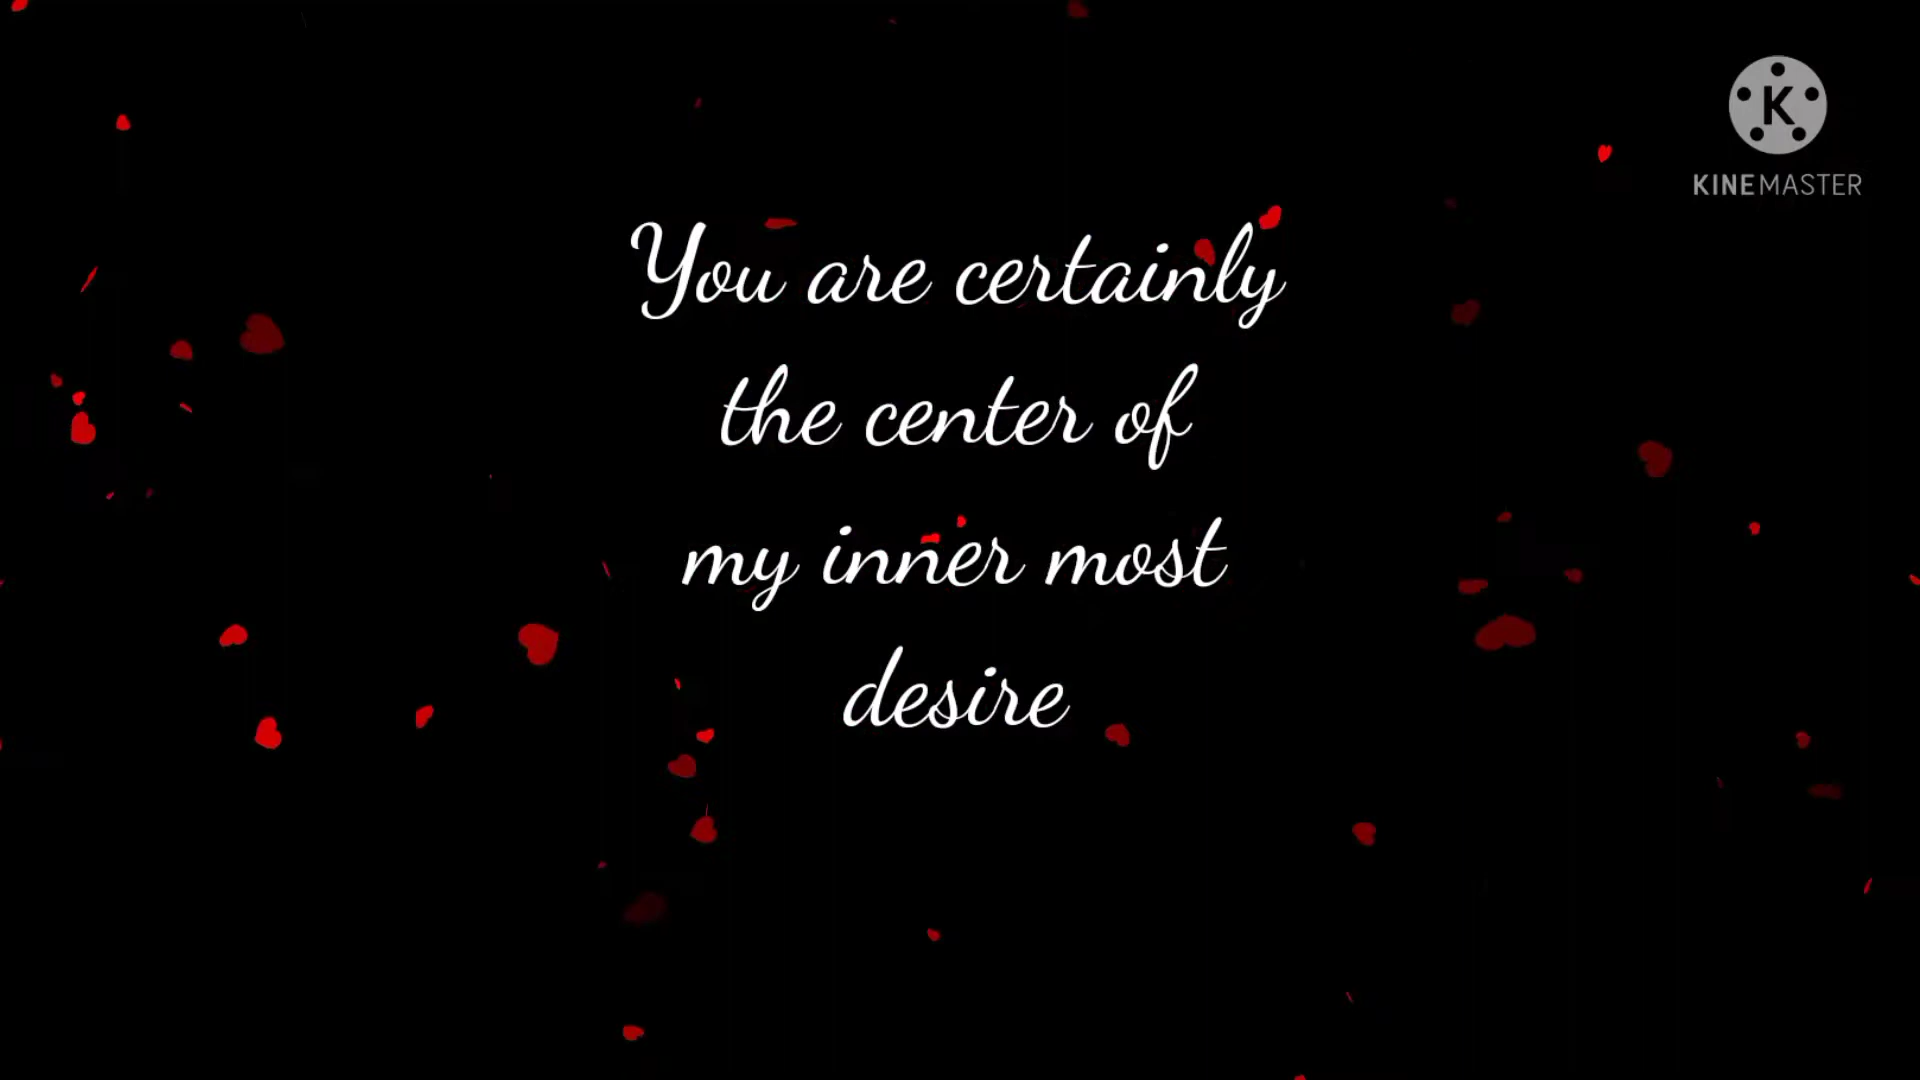 K
KINEMASTER
You are certainly
the center of
my inner most
desire